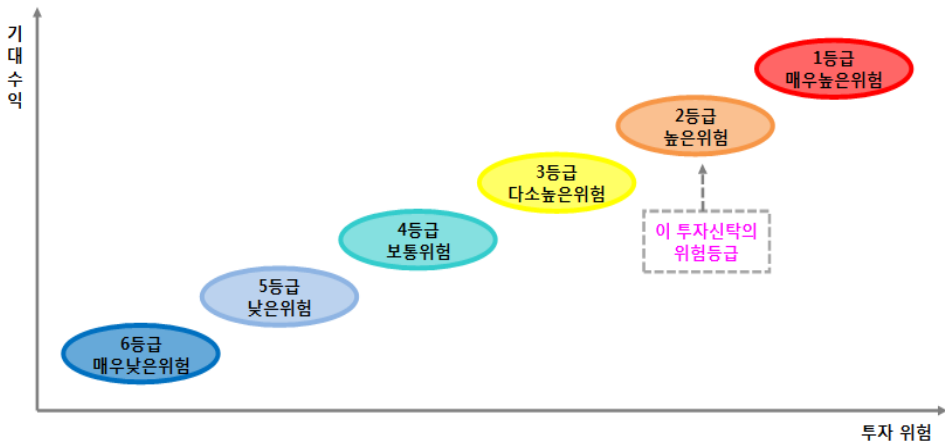 기
대
수
익
1등급
매우높은위험
2등급
높은위험
3등급
다소높은위험
이 투자신탁의
위험등급
4등급
보통위험
5등급
낮은위험
6등급
매우낮은위험
투자 위험